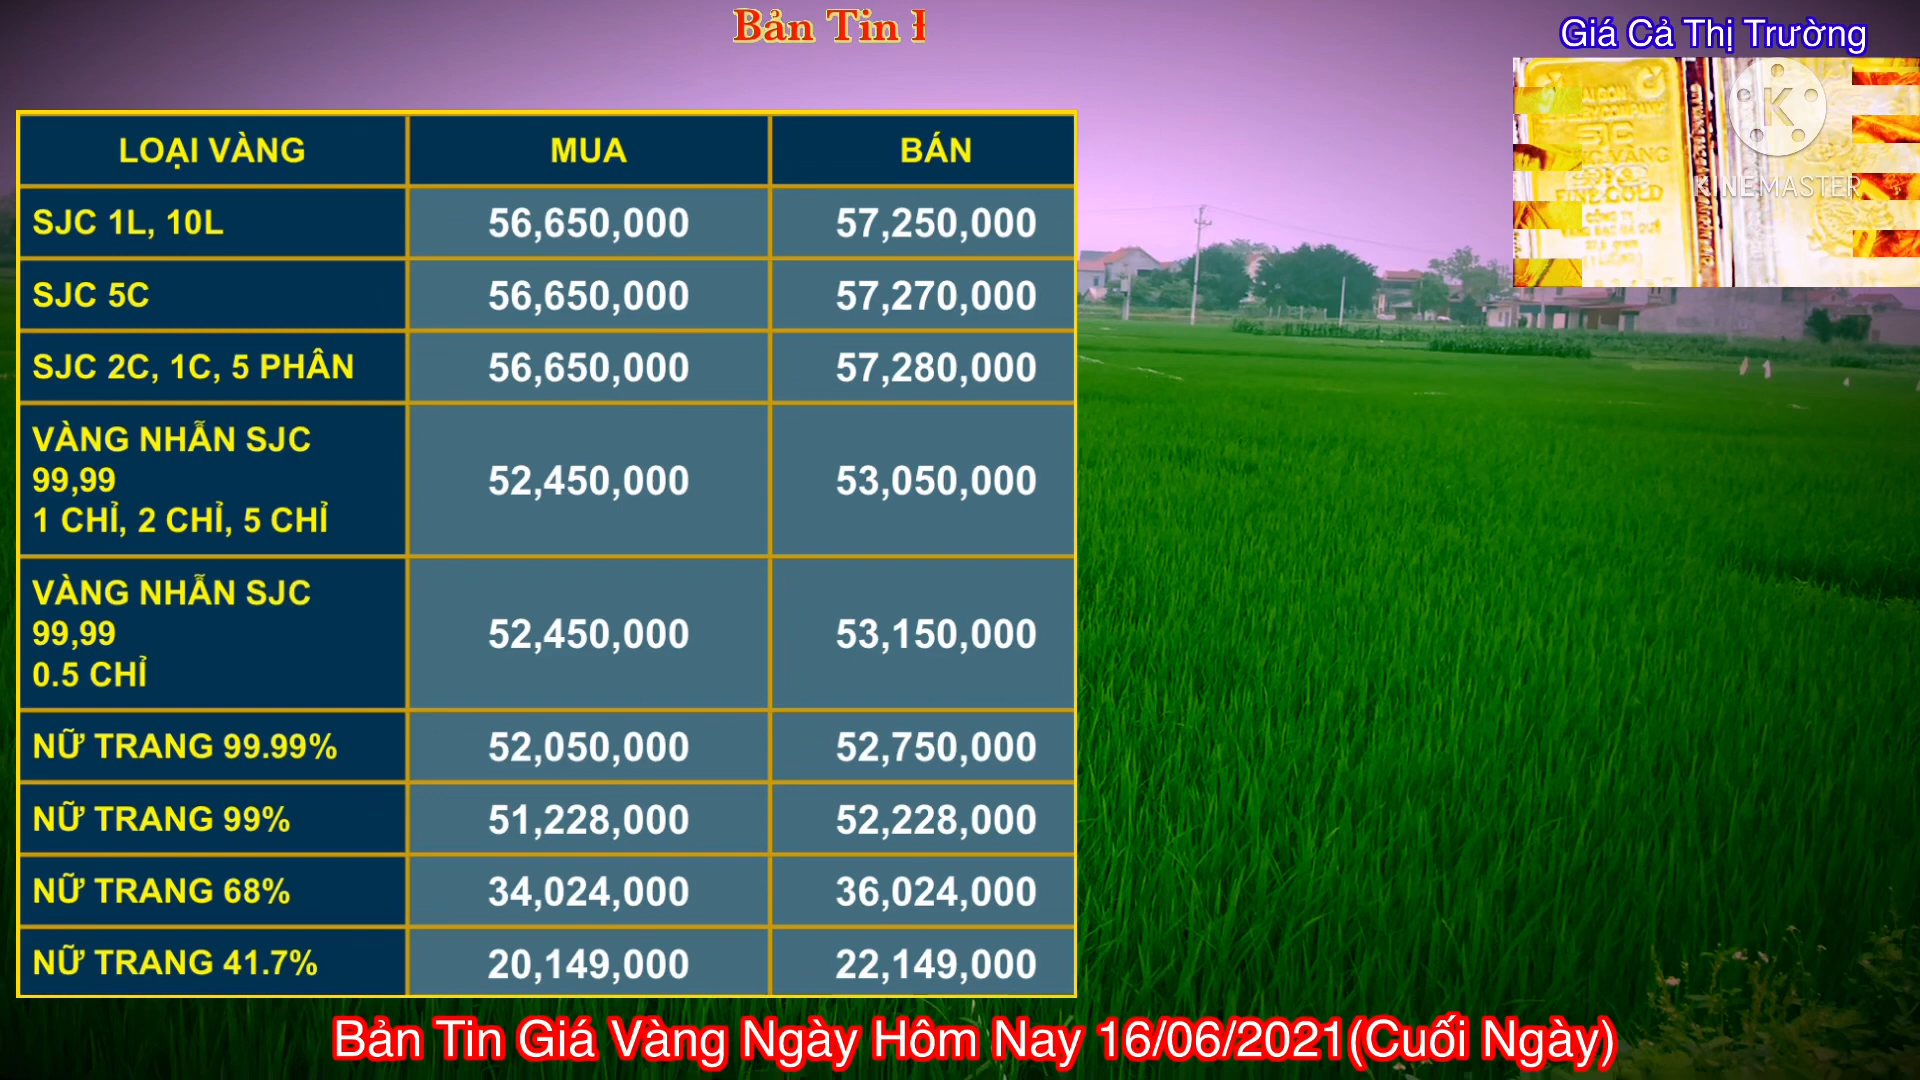 Bản Tin
Giá Cả Thị Trường
KINEMASTER
SJC
FINE GOLD
LOẠI VÀNG MUA BÁN
SJC 1L, 10L 56,650,000 57,250,000
SJC 5C 56,650,000 57,270,000
SJC 2C, 1C, 5 PHÂN 56,650,000 57,280,000
VÀNG NHẪN SJC
99,99
1 CHỈ, 2 CHỈ, 5 CHỈ 52,450,000 53,050,000
VÀNG NHẪN SJC
99,99
0.5 CHỈ 52,450,000 53,150,000
NỮ TRANG 99.99% 52,050,000 52,750,000
NỮ TRANG 99% 51,228,000 52,228,000
NỮ TRANG 68% 34,024,000 36,024,000
NỮ TRANG 41.7% 20,149,000 22,149,000
Bản Tin Giá Vàng Ngày Hôm Nay 16/06/2021(Cuối Ngày)